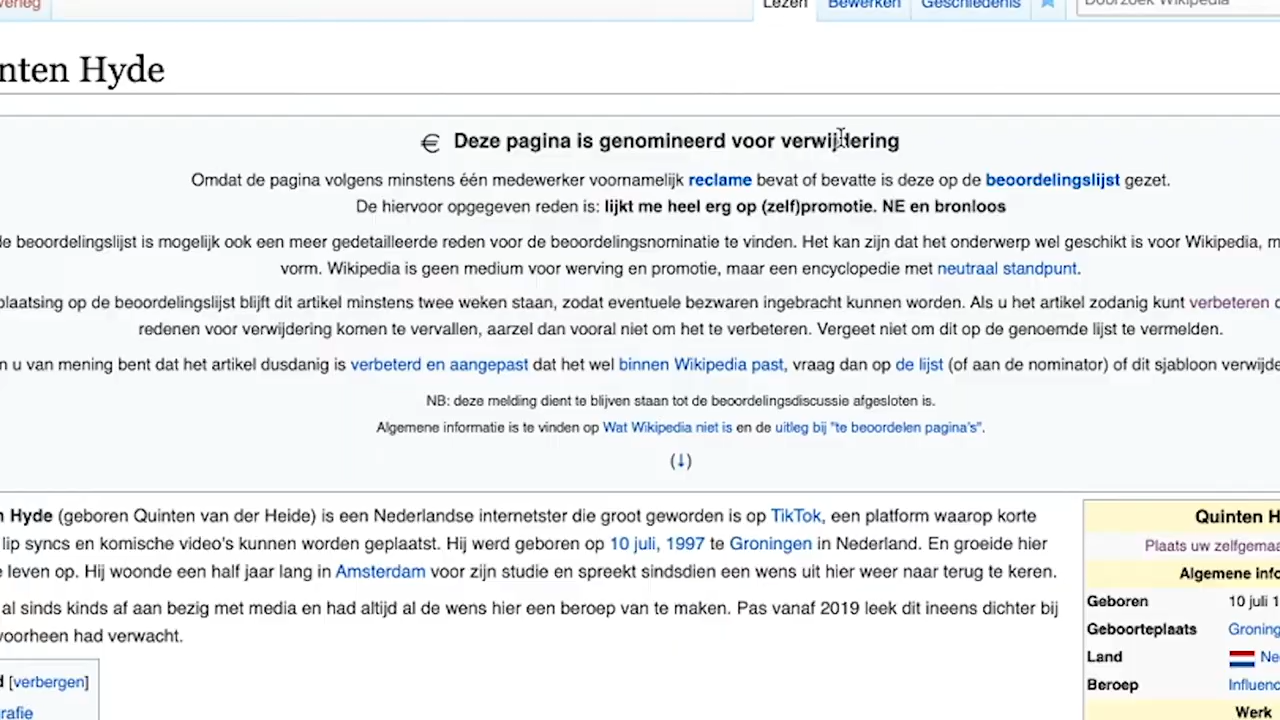 verleg
Lezen Bewerken Geschiedenis Doorzoek Wikipedia
nten Hyde
€ Deze pagina is genomineerd voor verwijdering
Omdat de pagina volgens minstens één medewerker voornamelijk reclame bevat of bevatte is deze op de beoordelingslijst gezet.
De hiervoor opgegeven reden is: lijkt me heel erg op (zelf)promotie. NE en bronloos
de beoordelingslijst is mogelijk ook een meer gedetailleerde reden voor de beoordelingsnominatie te vinden. Het kan zijn dat het onderwerp wel geschikt is voor Wikipedia, m
vorm. Wikipedia is geen medium voor werving en promotie, maar een encyclopedie met neutraal standpunt.
plaatsing op de beoordelingslijst blijft dit artikel minstens twee weken staan, zodat eventuele bezwaren ingebracht kunnen worden. Als u het artikel zodanig kunt verbeteren d
redenen voor verwijdering komen te vervallen, aarzel dan vooral niet om het te verbeteren. Vergeet niet om dit op de genoemde lijst te vermelden.
n u van mening bent dat het artikel dusdanig is verbeterd en aangepast dat het wel binnen Wikipedia past, vraag dan op de lijst (of aan de nominator) of dit sjabloon verwijde
NB: deze melding dient te blijven staan tot de beoordelingsdiscussie afgesloten is.
Algemene informatie is te vinden op Wat Wikipedia niet is en de uitleg bij "te beoordelen pagina's".
(↓)
n Hyde (geboren Quinten van der Heide) is een Nederlandse internetster die groot geworden is op TikTok, een platform waarop korte
lip syncs en komische video's kunnen worden geplaatst. Hij werd geboren op 10 juli, 1997 te Groningen in Nederland. En groeide hier
e leven op. Hij woonde een half jaar lang in Amsterdam voor zijn studie en spreekt sindsdien een wens uit hier weer naar terug te keren.
al sinds kinds af aan bezig met media en had altijd al de wens hier een beroep van te maken. Pas vanaf 2019 leek dit ineens dichter bij
voorheen had verwacht.
d [verbergen]
rafie
Quinten H
Plaats uw zelfgemaa
Algemene info
Geboren 10 juli 1
Geboorteplaats Groning
Land Ne
Beroep Influenc
Werk